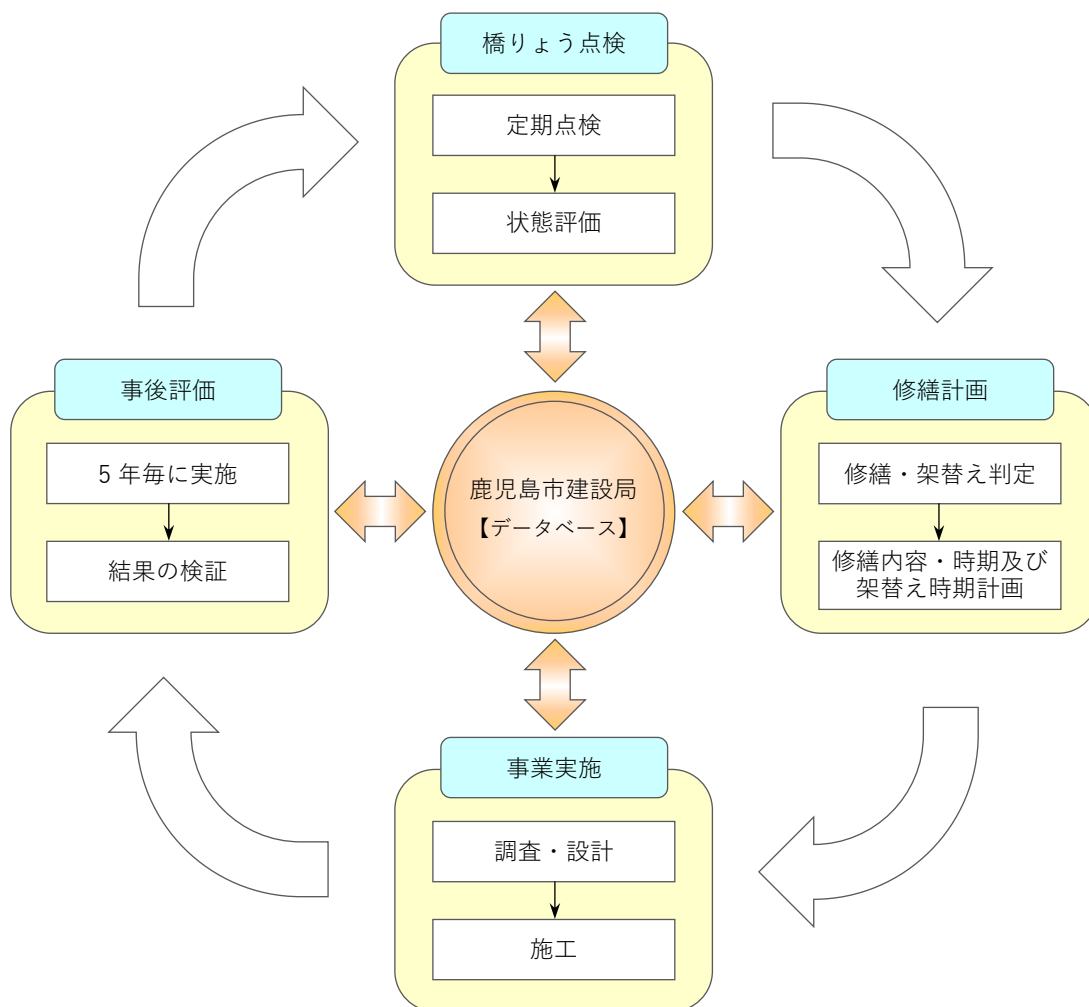 橋りょう点検
定期点検
状態評価
事後評価
5 年毎に実施
結果の検証
鹿児島市建設局
【データベース】
修繕計画
修繕・架替え判定
修繕内容・時期及び
架替え時期計画
事業実施
調査・設計
施工